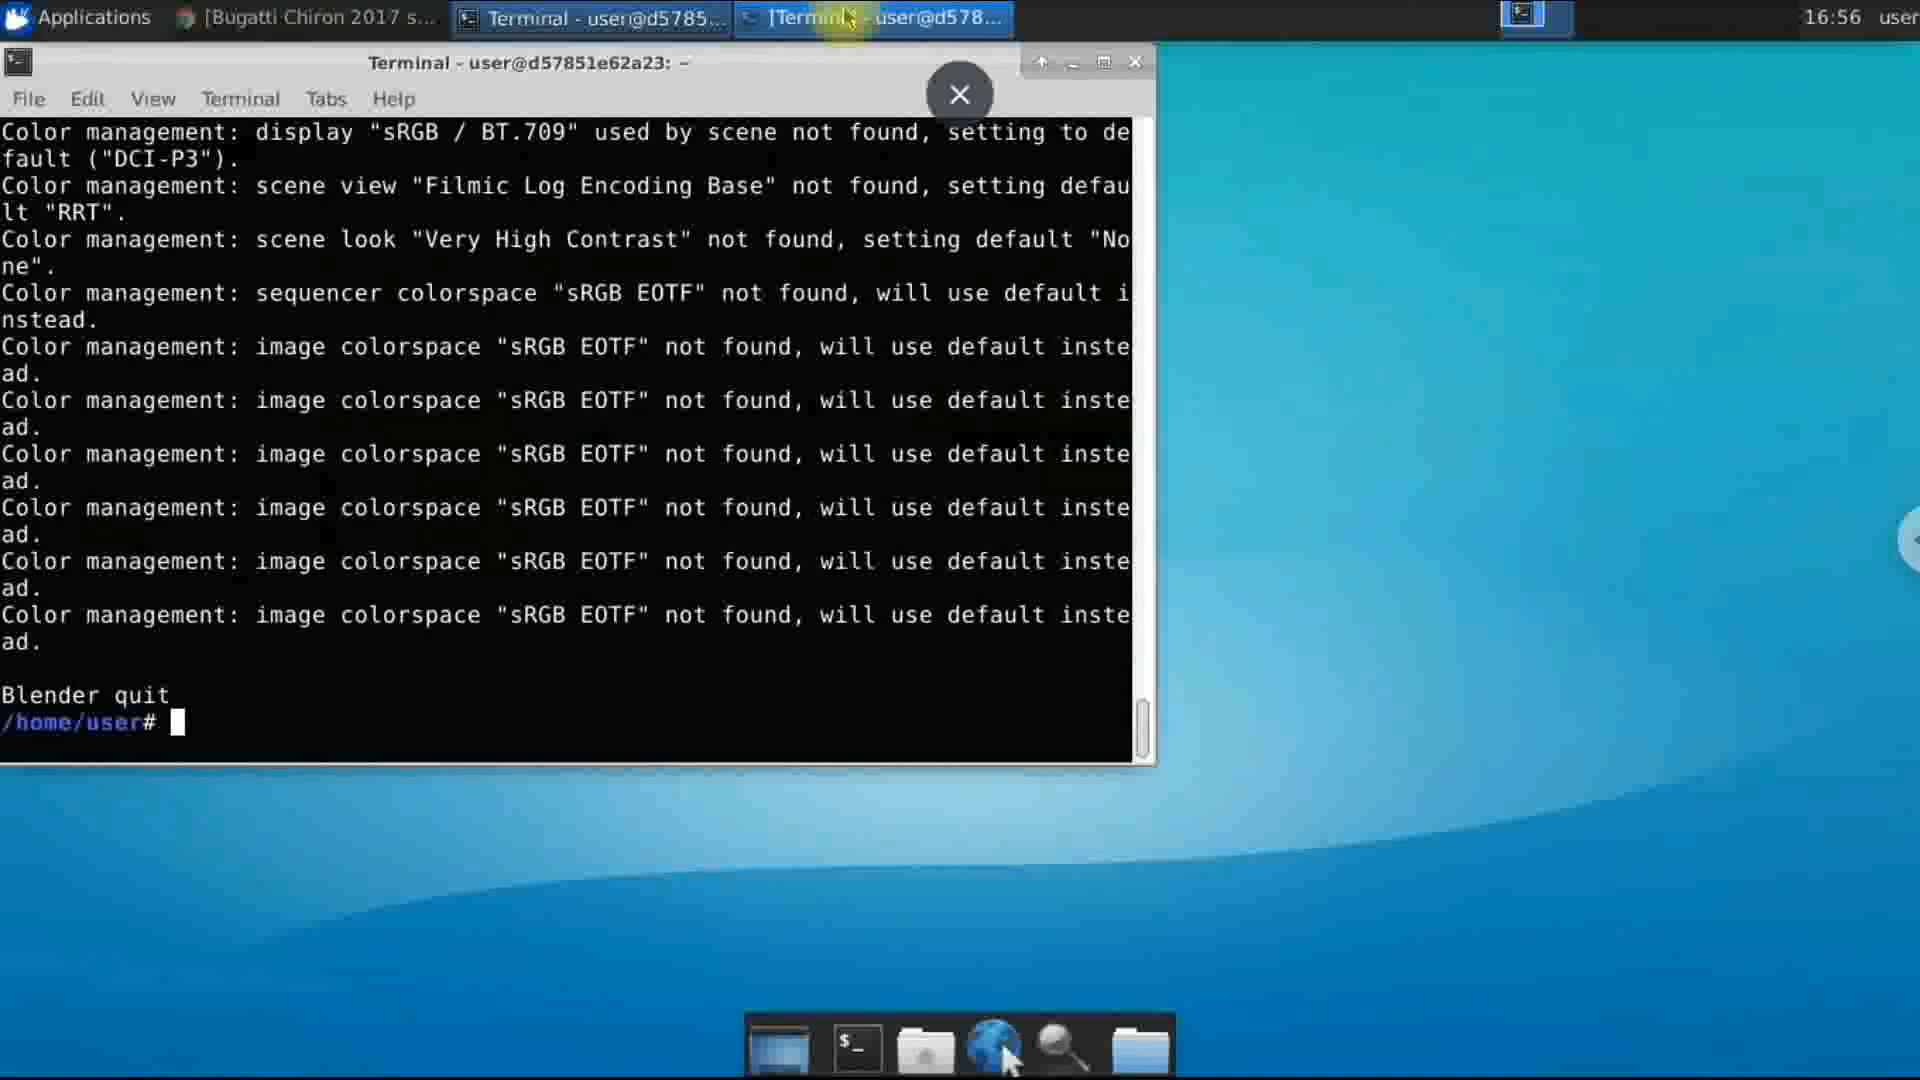 Applications [Bugatti Chiron 2017 s... Terminal - user@d5785... [Termin - user@d578... 16:56 user
Terminal - user@d57851e62a23: ~
File Edit View Terminal Tabs Help
Color management: display "sRGB / BT.709" used by scene not found, setting to de
fault ("DCI-P3").
Color management: scene view "Filmic Log Encoding Base" not found, setting defau
lt "RRT".
Color management: scene look "Very High Contrast" not found, setting default "No
ne".
Color management: sequencer colorspace "sRGB EOTF" not found, will use default i
nstead.
Color management: image colorspace "sRGB EOTF" not found, will use default inste
ad.
Color management: image colorspace "sRGB EOTF" not found, will use default inste
ad.
Color management: image colorspace "sRGB EOTF" not found, will use default inste
ad.
Color management: image colorspace "sRGB EOTF" not found, will use default inste
ad.
Color management: image colorspace "sRGB EOTF" not found, will use default inste
ad.
Color management: image colorspace "sRGB EOTF" not found, will use default inste
ad.
Blender quit
/home/user#
$_